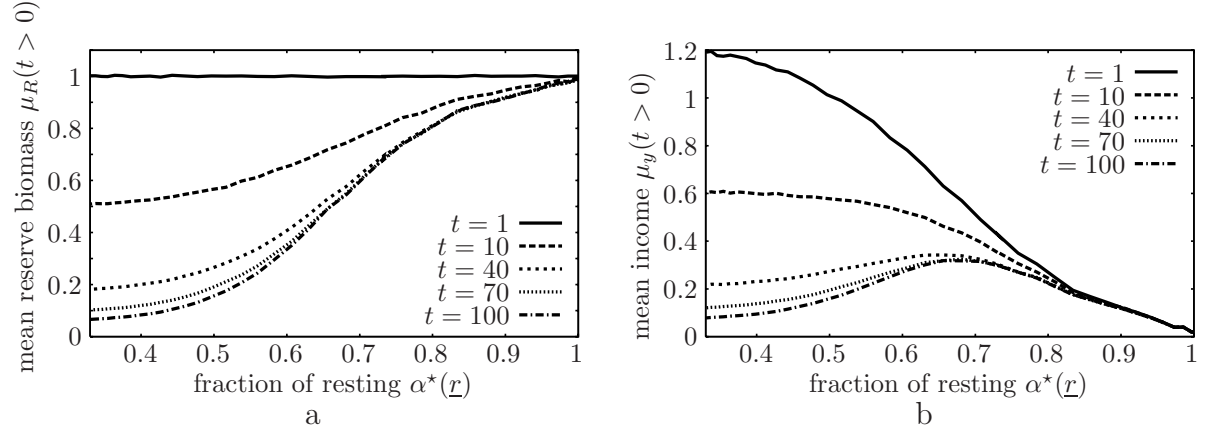 mean reserve biomass μ_R(t > 0)
1
0.8
0.6
0.4
0.2
0
t = 1
t = 10
t = 40
t = 70
t = 100
0.4 0.5 0.6 0.7 0.8 0.9 1
fraction of resting α⋆(r)
a
mean income μ_y(t > 0)
1.2
1.0
0.8
0.6
0.4
0.2
0
t = 1
t = 10
t = 40
t = 70
t = 100
0.4 0.5 0.6 0.7 0.8 0.9 1
fraction of resting α⋆(r)
b